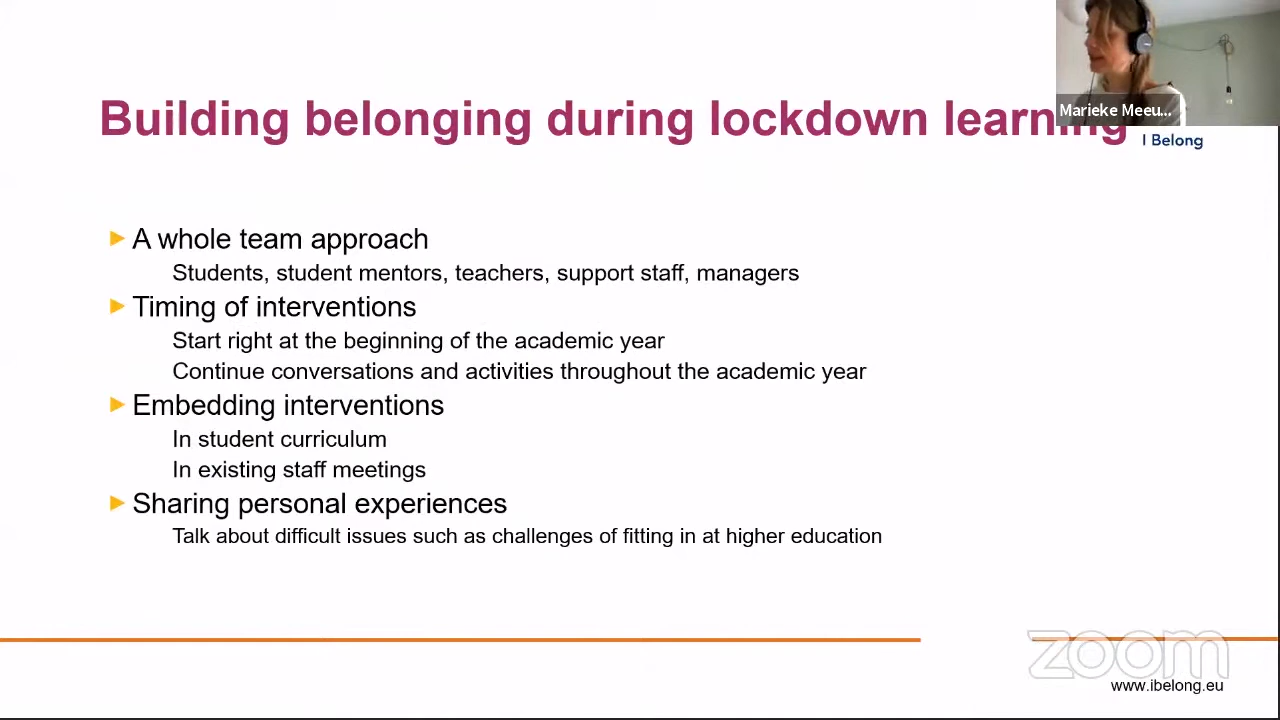 Building belonging during lockdown learning
Marieke Meeu...
I Belong
A whole team approach
Students, student mentors, teachers, support staff, managers
Timing of interventions
Start right at the beginning of the academic year
Continue conversations and activities throughout the academic year
Embedding interventions
In student curriculum
In existing staff meetings
Sharing personal experiences
Talk about difficult issues such as challenges of fitting in at higher education
zoom
www.ibelong.eu